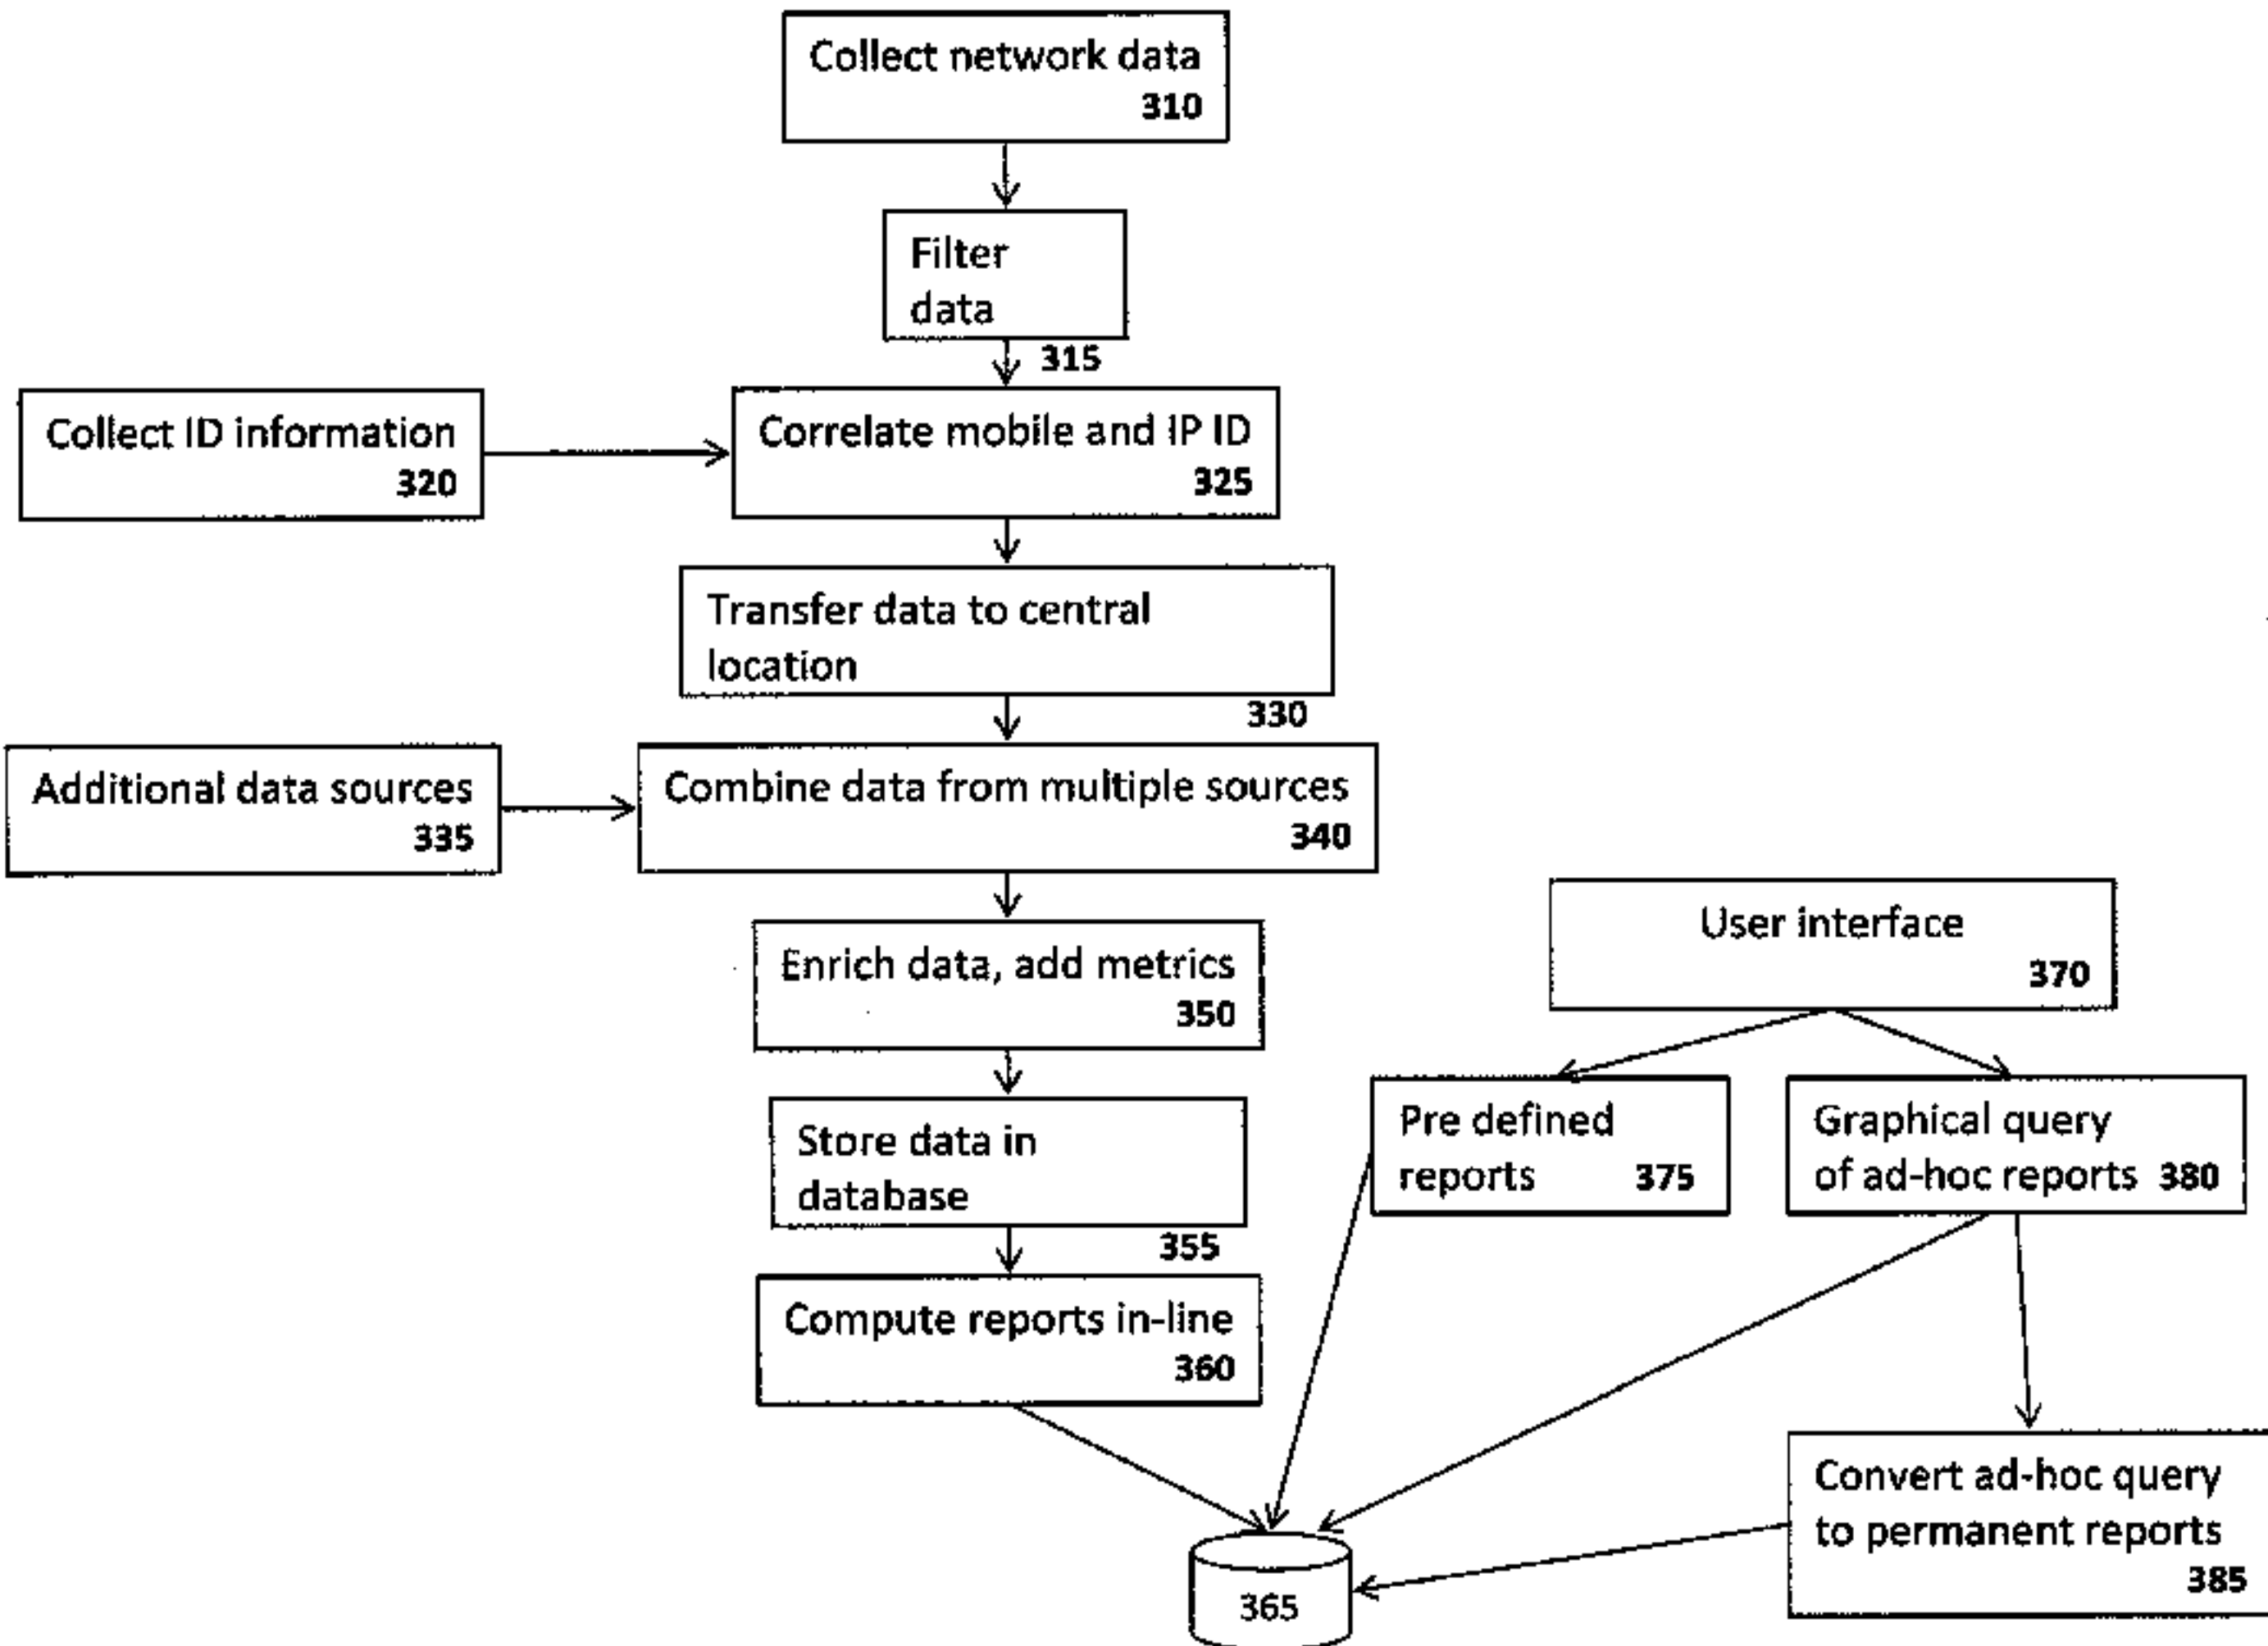 Collect network data
310
Filter
data
315
Collect ID information
320
Correlate mobile and IP ID
325
Transfer data to central
location
330
Additional data sources
335
Combine data from multiple sources
340
Enrich data, add metrics
350
User interface
370
Store data in
database
355
Pre defined
reports 375
Graphical query
of ad-hoc reports 380
Compute reports in-line
360
Convert ad-hoc query
to permanent reports
385
365